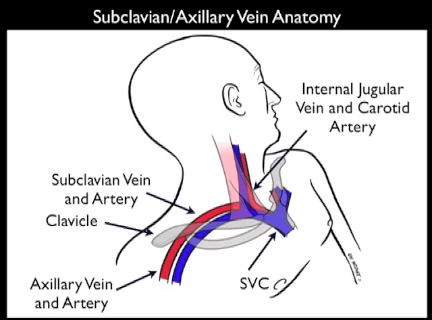 Subclavian/Axillary Vein Anatomy
Internal Jugular
Vein and Carotid
Artery
Subclavian Vein
and Artery
Clavicle
Axillary Vein
and Artery
SVC